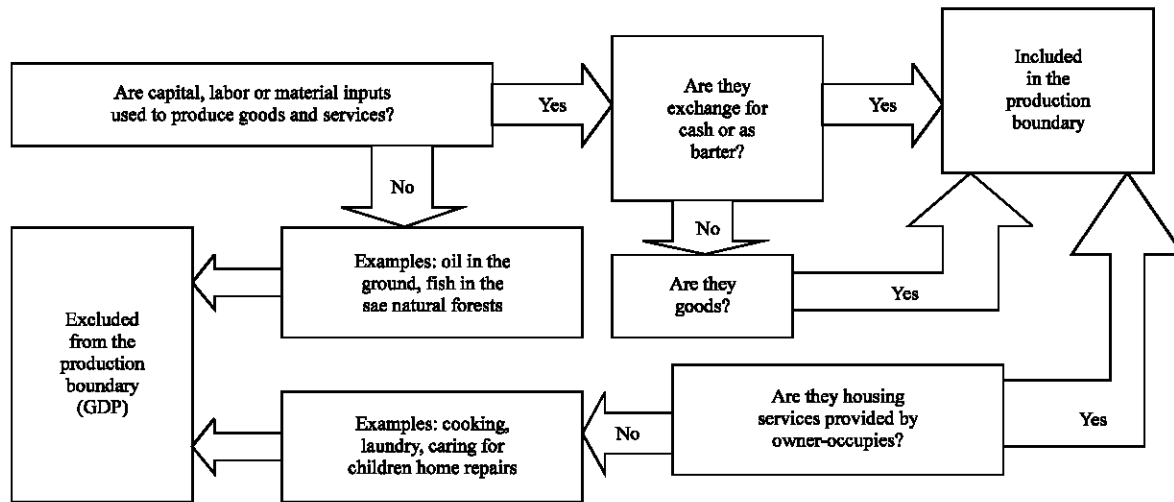 Are capital, labor or material inputs
used to produce goods and services?
Yes
Are they
exchange for
cash or as
barter?
Yes
Included
in the
production
boundary
No
No
Examples: oil in the
ground, fish in the
sae natural forests
Are they
goods?
Yes
Excluded
from the
production
boundary
(GDP)
Examples: cooking,
laundry, caring for
children home repairs
No
Are they housing
services provided by
owner-occupies?
Yes